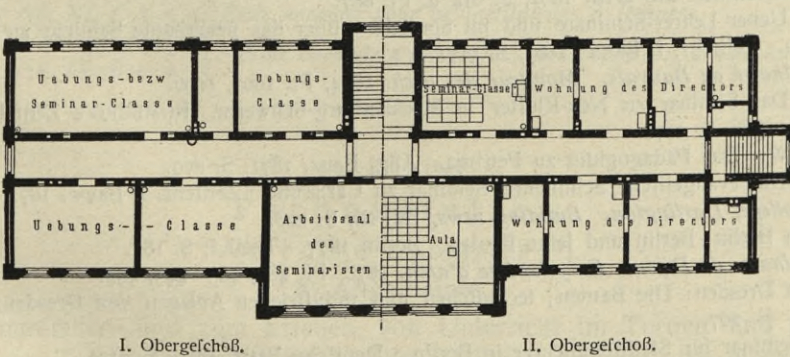 Uebungs-bezw
Seminar-Classe
Uebungs-
Classe
Seminar-Classe
Wohnung des Directors
Uebungs- - Classe
Arbeitssaal
der
Seminaristen
Aula
Wohnung des Directors
I. Obergeſchoß.
II. Obergeſchoß.